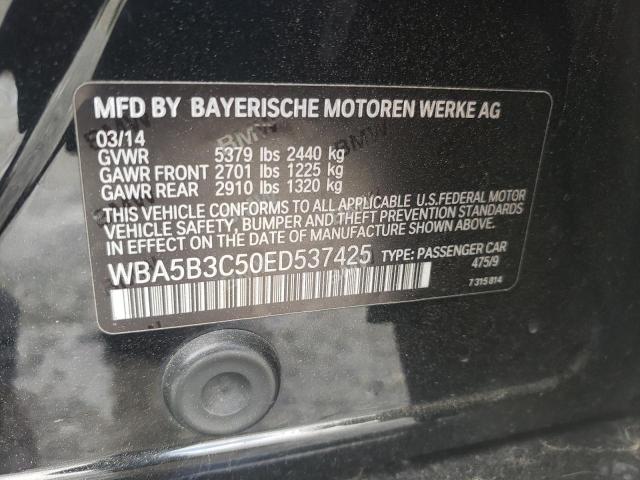 MFD BY BAYERISCHE MOTOREN WERKE AG
03/14
GVWR 5379 lbs 2440 kg
GAWR FRONT 2701 lbs 1225 kg
GAWR REAR 2910 lbs 1320 kg
THIS VEHICLE CONFORMS TO ALL APPLICABLE U.S. FEDERAL MOTOR
VEHICLE SAFETY, BUMPER AND THEFT PREVENTION STANDARDS
IN EFFECT ON THE DATE OF MANUFACTURE SHOWN ABOVE.
WBA5B3C50ED537425 TYPE: PASSENGER CAR
475/9
7 315 814